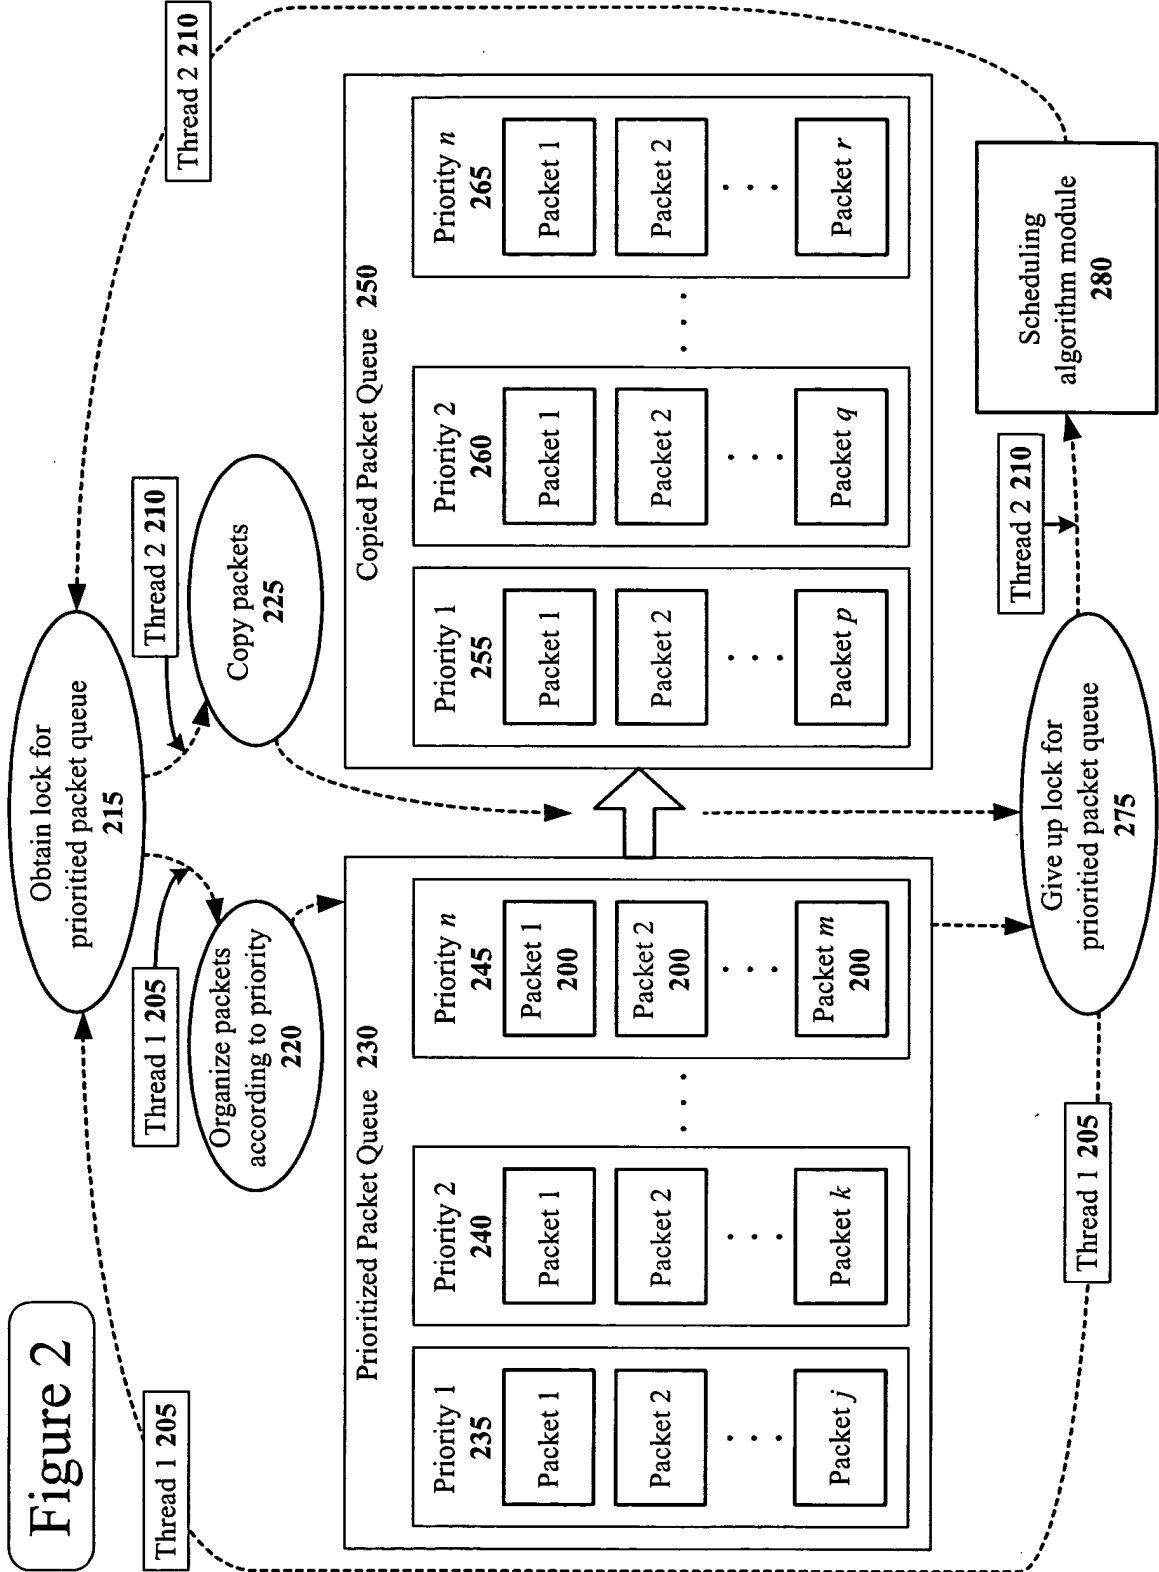 Figure 2
Thread 1 205
Obtain lock for
prioritied packet queue
215
Thread 2 210
Thread 1 205
Thread 2 210
Organize packets
according to priority
220
Copy packets
225
Prioritized Packet Queue 230
Priority 1
235
Packet 1
Packet 2
. . .
Packet j
Priority 2
240
Packet 1
Packet 2
. . .
Packet k
. . .
Priority n
245
Packet 1
200
Packet 2
200
. . .
Packet m
200
Copied Packet Queue 250
Priority 1
255
Packet 1
Packet 2
. . .
Packet p
Priority 2
260
Packet 1
Packet 2
. . .
Packet q
. . .
Priority n
265
Packet 1
Packet 2
. . .
Packet r
Thread 1 205
Give up lock for
prioritied packet queue
275
Thread 2 210
Scheduling
algorithm module
280